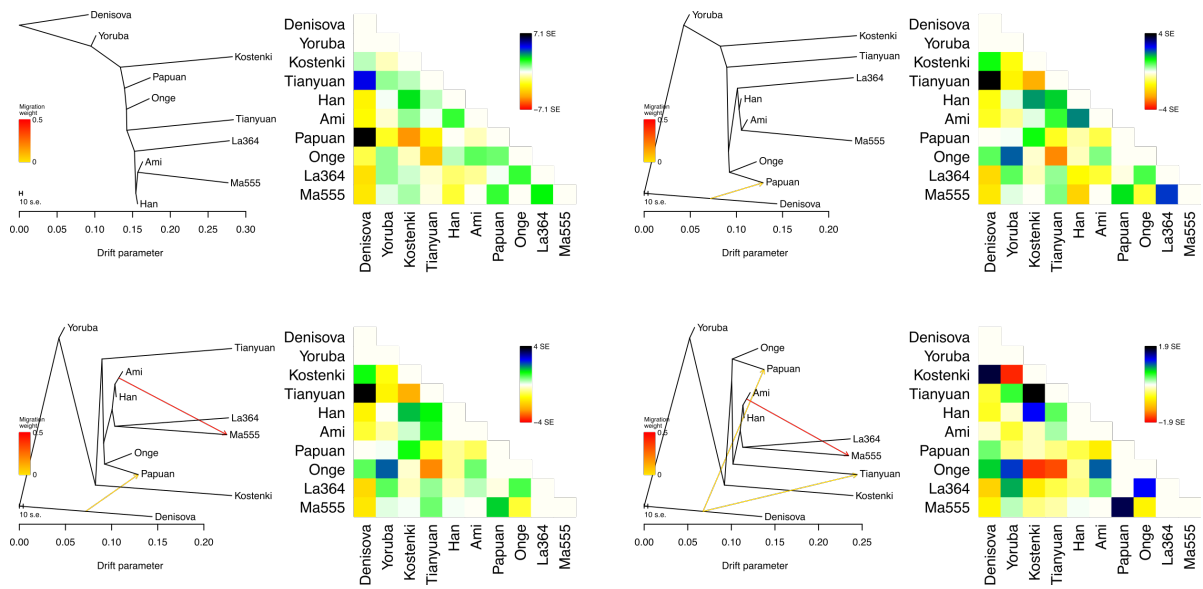 Denisova
Yoruba
Kostenki
Papuan
Onge
Tianyuan
La364
Ami
Ma555
Han
Migration
weight
0.5
0
10 s.e.
0.00
0.05
0.10
0.15
0.20
0.25
0.30
Drift parameter
Denisova
Yoruba
Kostenki
Tianyuan
Han
Ami
Papuan
Onge
La364
Ma555
Denisova
Yoruba
Kostenki
Tianyuan
Han
Ami
Papuan
Onge
La364
Ma555
7.1 SE
−7.1 SE
Yoruba
Kostenki
Tianyuan
La364
Han
Ami
Ma555
Onge
Papuan
Denisova
Migration
weight
0.5
0
10 s.e.
0.00
0.05
0.10
0.15
0.20
Drift parameter
Denisova
Yoruba
Kostenki
Tianyuan
Han
Ami
Papuan
Onge
La364
Ma555
Denisova
Yoruba
Kostenki
Tianyuan
Han
Ami
Papuan
Onge
La364
Ma555
4 SE
−4 SE
Yoruba
Tianyuan
Ami
Han
La364
Ma555
Onge
Papuan
Kostenki
Denisova
Migration
weight
0.5
0
10 s.e.
0.00
0.05
0.10
0.15
0.20
Drift parameter
Denisova
Yoruba
Kostenki
Tianyuan
Han
Ami
Papuan
Onge
La364
Ma555
Denisova
Yoruba
Kostenki
Tianyuan
Han
Ami
Papuan
Onge
La364
Ma555
4 SE
−4 SE
Yoruba
Onge
Papuan
Ami
Han
La364
Ma555
Tianyuan
Kostenki
Denisova
Migration
weight
0.5
0
10 s.e.
0.00
0.05
0.10
0.15
0.20
0.25
Drift parameter
Denisova
Yoruba
Kostenki
Tianyuan
Han
Ami
Papuan
Onge
La364
Ma555
Denisova
Yoruba
Kostenki
Tianyuan
Han
Ami
Papuan
Onge
La364
Ma555
1.9 SE
−1.9 SE